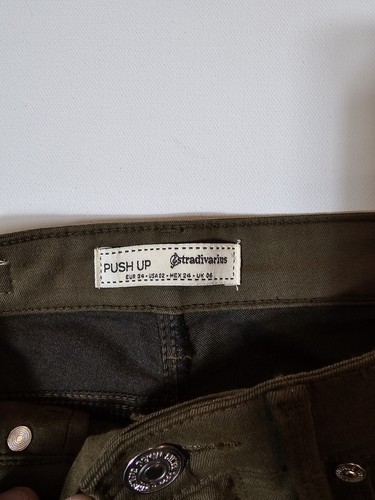 PUSH UP
stradivarius
EUR 34 - USA 02 - MEX 24 - UK 06